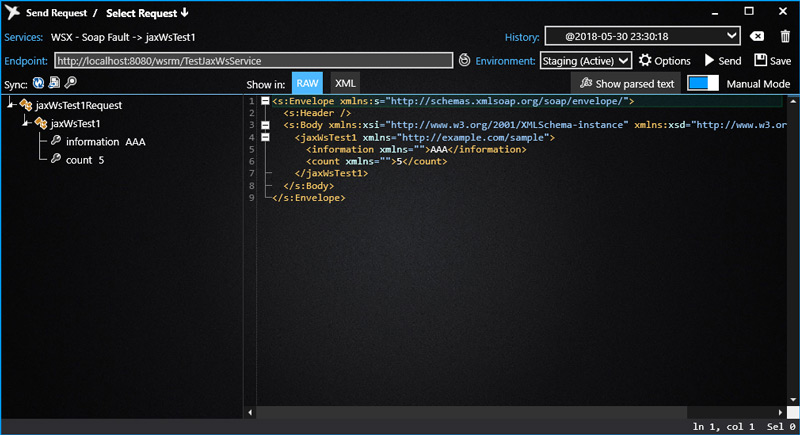 Send Request / Select Request
Services: WSX - Soap Fault -> jaxWsTest1
History: @2018-05-30 23:30:18
Endpoint: http://localhost:8080/wsrm/TestJaxWsService
Environment: Staging (Active) Options Send Save
Sync:
Show in: RAW XML
Show parsed text Manual Mode
jaxWsTest1Request
jaxWsTest1
information AAA
count 5
1 <s:Envelope xmlns:s="http://schemas.xmlsoap.org/soap/envelope/">
2 <s:Header />
3 <s:Body xmlns:xsi="http://www.w3.org/2001/XMLSchema-instance" xmlns:xsd="http://www.w3.or
4 <jaxWsTest1 xmlns="http://example.com/sample">
5 <information xmlns="">AAA</information>
6 <count xmlns="">5</count>
7 </jaxWsTest1>
8 </s:Body>
9 </s:Envelope>
ln 1, col 1 Sel 0